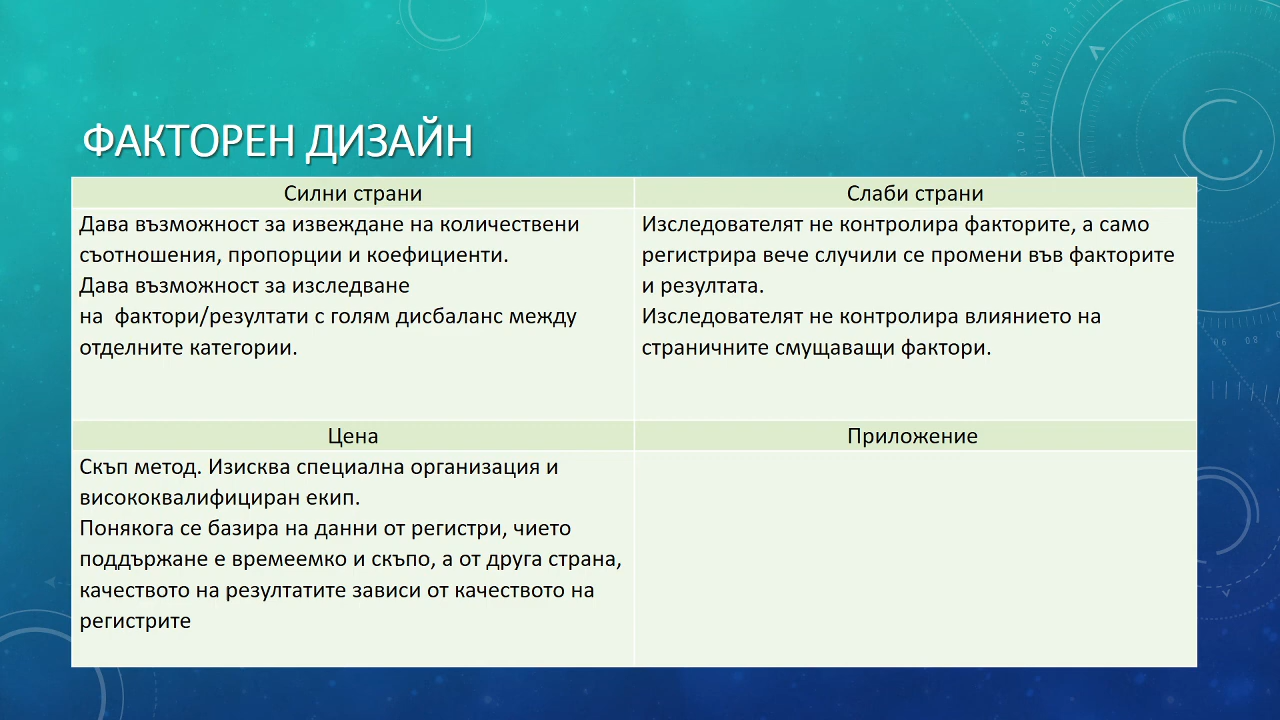 ФАКТОРЕН ДИЗАЙН
Силни страни
Слаби страни
Дава възможност за извеждане на количествени
съотношения, пропорции и коефициенти.
Дава възможност за изследване
на  фактори/резултати с голям дисбаланс между
отделните категории.
Изследователят не контролира факторите, а само
регистрира вече случили се промени във факторите
и резултата.
Изследователят не контролира влиянието на
страничните смущаващи фактори.
Цена
Приложение
Скъп метод. Изисква специална организация и
висококвалифициран екип.
Понякога се базира на данни от регистри, чието
поддържане е времеемко и скъпо, а от друга страна,
качеството на резултатите зависи от качеството на
регистрите